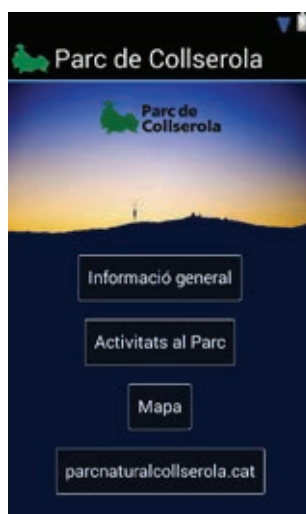 Parc de Collserola
Parc de
Collserola
Informació general
Activitats al Parc
Mapa
parcnaturalcollserola.cat